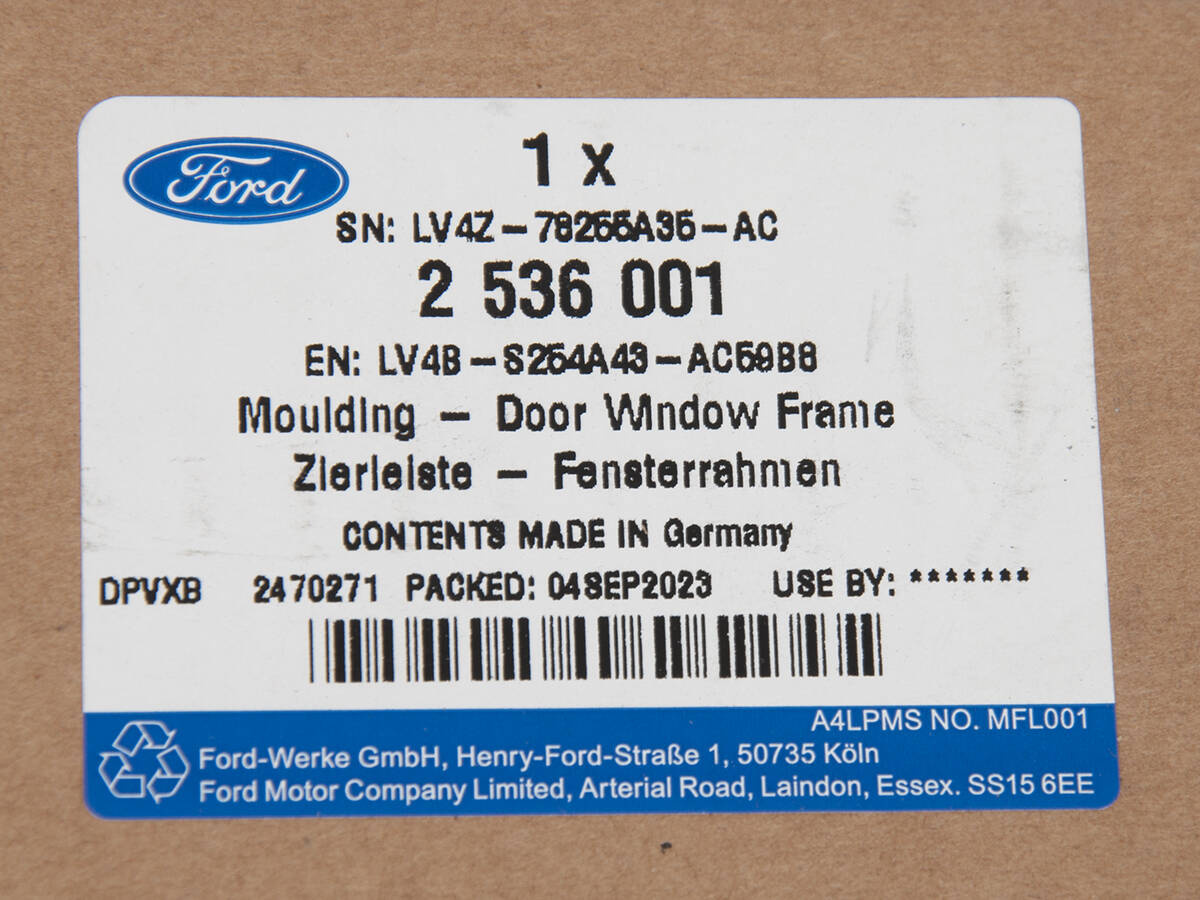 Ford
1 x
SN: LV4Z-78255A35-AC
2 536 001
EN: LV4B-S254A43-AC59B8
Moulding - Door Window Frame
Zierleiste - Fensterrahmen
CONTENTS MADE IN Germany
DPVXB 2470271 PACKED: 04SEP2023 USE BY: *******
A4LPMS NO. MFL001
Ford-Werke GmbH, Henry-Ford-Straße 1, 50735 Köln
Ford Motor Company Limited, Arterial Road, Laindon, Essex. SS15 6EE